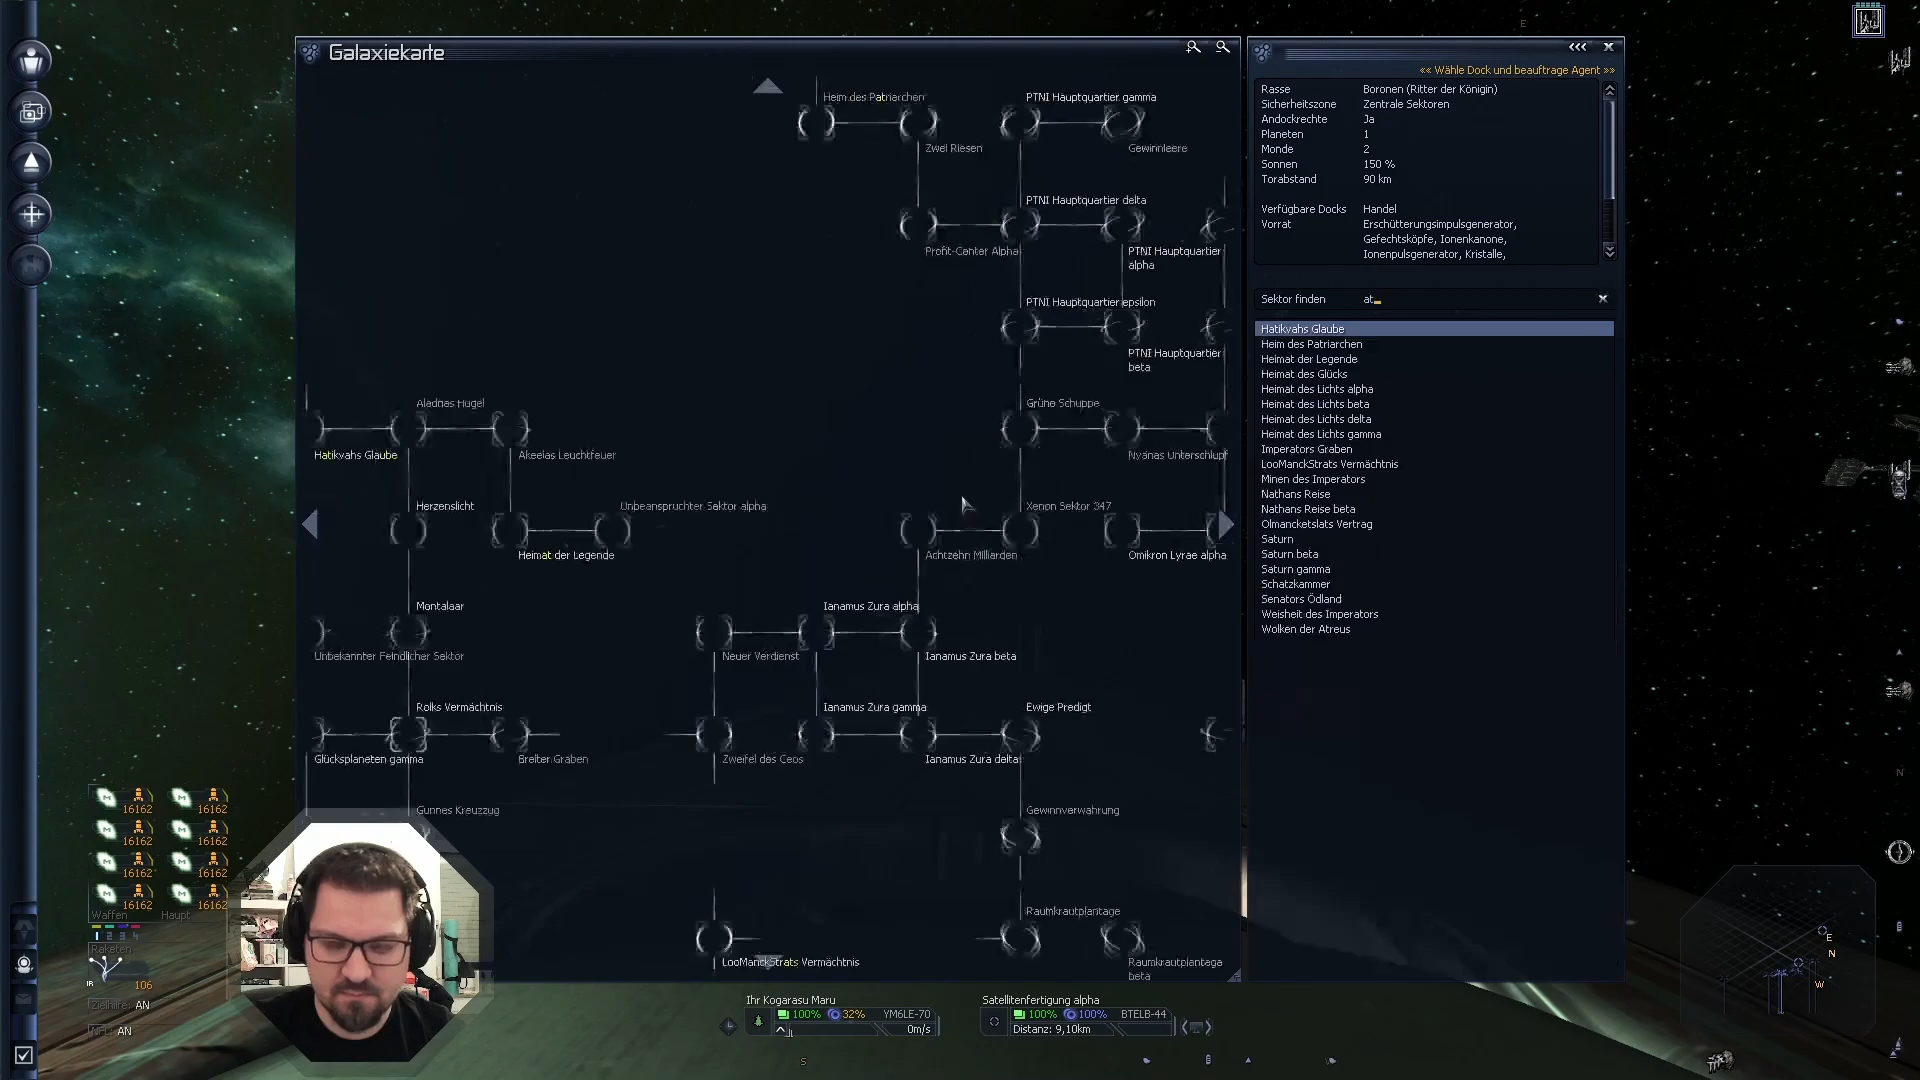 Galaxiekarte
Heim des Patriarchen
PTNI Hauptquartier gamma
Zwei Riesen
Gewinnleere
PTNI Hauptquartier delta
Profit-Center Alpha
PTNI Hauptquartier
alpha
PTNI Hauptquartier epsilon
PTNI Hauptquartier
beta
Aladnas Hügel
Grüne Schuppe
Hatikvahs Glaube
Akeelas Leuchtfeuer
Nyanas Unterschlupf
Herzenslicht
Unbeanspruchter Sektor alpha
Xenon Sektor 347
Heimat der Legende
Achtzehn Milliarden
Omikron Lyrae alpha
Montalaar
Ianamus Zura alpha
Unbekannter Feindlicher Sektor
Neuer Verdienst
Ianamus Zura beta
Rolks Vermächtnis
Ianamus Zura gamma
Ewige Predigt
Glücksplaneten gamma
Breiter Graben
Zweifel des Ceos
Ianamus Zura delta
Gunnes Kreuzzug
Gewinnverwahrung
Raumkrautplantage
LooManckStrats Vermächtnis
Raumkrautplantage
beta
«« Wähle Dock und beauftrage Agent »»
Rasse Boronen (Ritter der Königin)
Sicherheitszone Zentrale Sektoren
Andockrechte Ja
Planeten 1
Monde 2
Sonnen 150 %
Torabstand 90 km
Verfügbare Docks Handel
Vorrat Erschütterungsimpulsgenerator,
Gefechtsköpfe, Ionenkanone,
Ionenpulsgenerator, Kristalle,
Sektor finden at_
Hatikvahs Glaube
Heim des Patriarchen
Heimat der Legende
Heimat des Glücks
Heimat des Lichts alpha
Heimat des Lichts beta
Heimat des Lichts delta
Heimat des Lichts gamma
Imperators Graben
LooManckStrats Vermächtnis
Minen des Imperators
Nathans Reise
Nathans Reise beta
Olmancketslats Vertrag
Saturn
Saturn beta
Saturn gamma
Schatzkammer
Senators Ödland
Weisheit des Imperators
Wolken der Atreus
16162 16162
16162 16162
16162 16162
16162 16162
Waffen Haupt
1 2 3 4
Raketen
IR 106
Zielhilfe: AN
AN
Ihr Kogarasu Maru
100% 32% YM6LE-70
0m/s
Satellitenfertigung alpha
100% 100% BTELB-44
Distanz: 9,10km
S
E
N
E
N
W